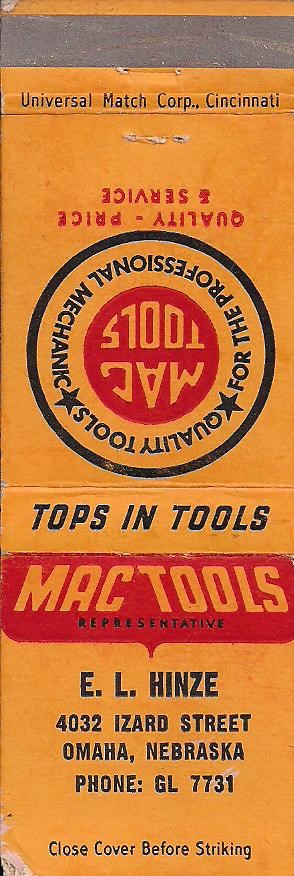 Universal Match Corp., Cincinnati
QUALITY - PRICE
& SERVICE
★ FOR THE PROFESSIONAL MECHANIC ★
QUALITY TOOLS
MAC
TOOLS
TOPS IN TOOLS
MAC TOOLS
REPRESENTATIVE
E. L. HINZE
4032 IZARD STREET
OMAHA, NEBRASKA
PHONE: GL 7731
Close Cover Before Striking